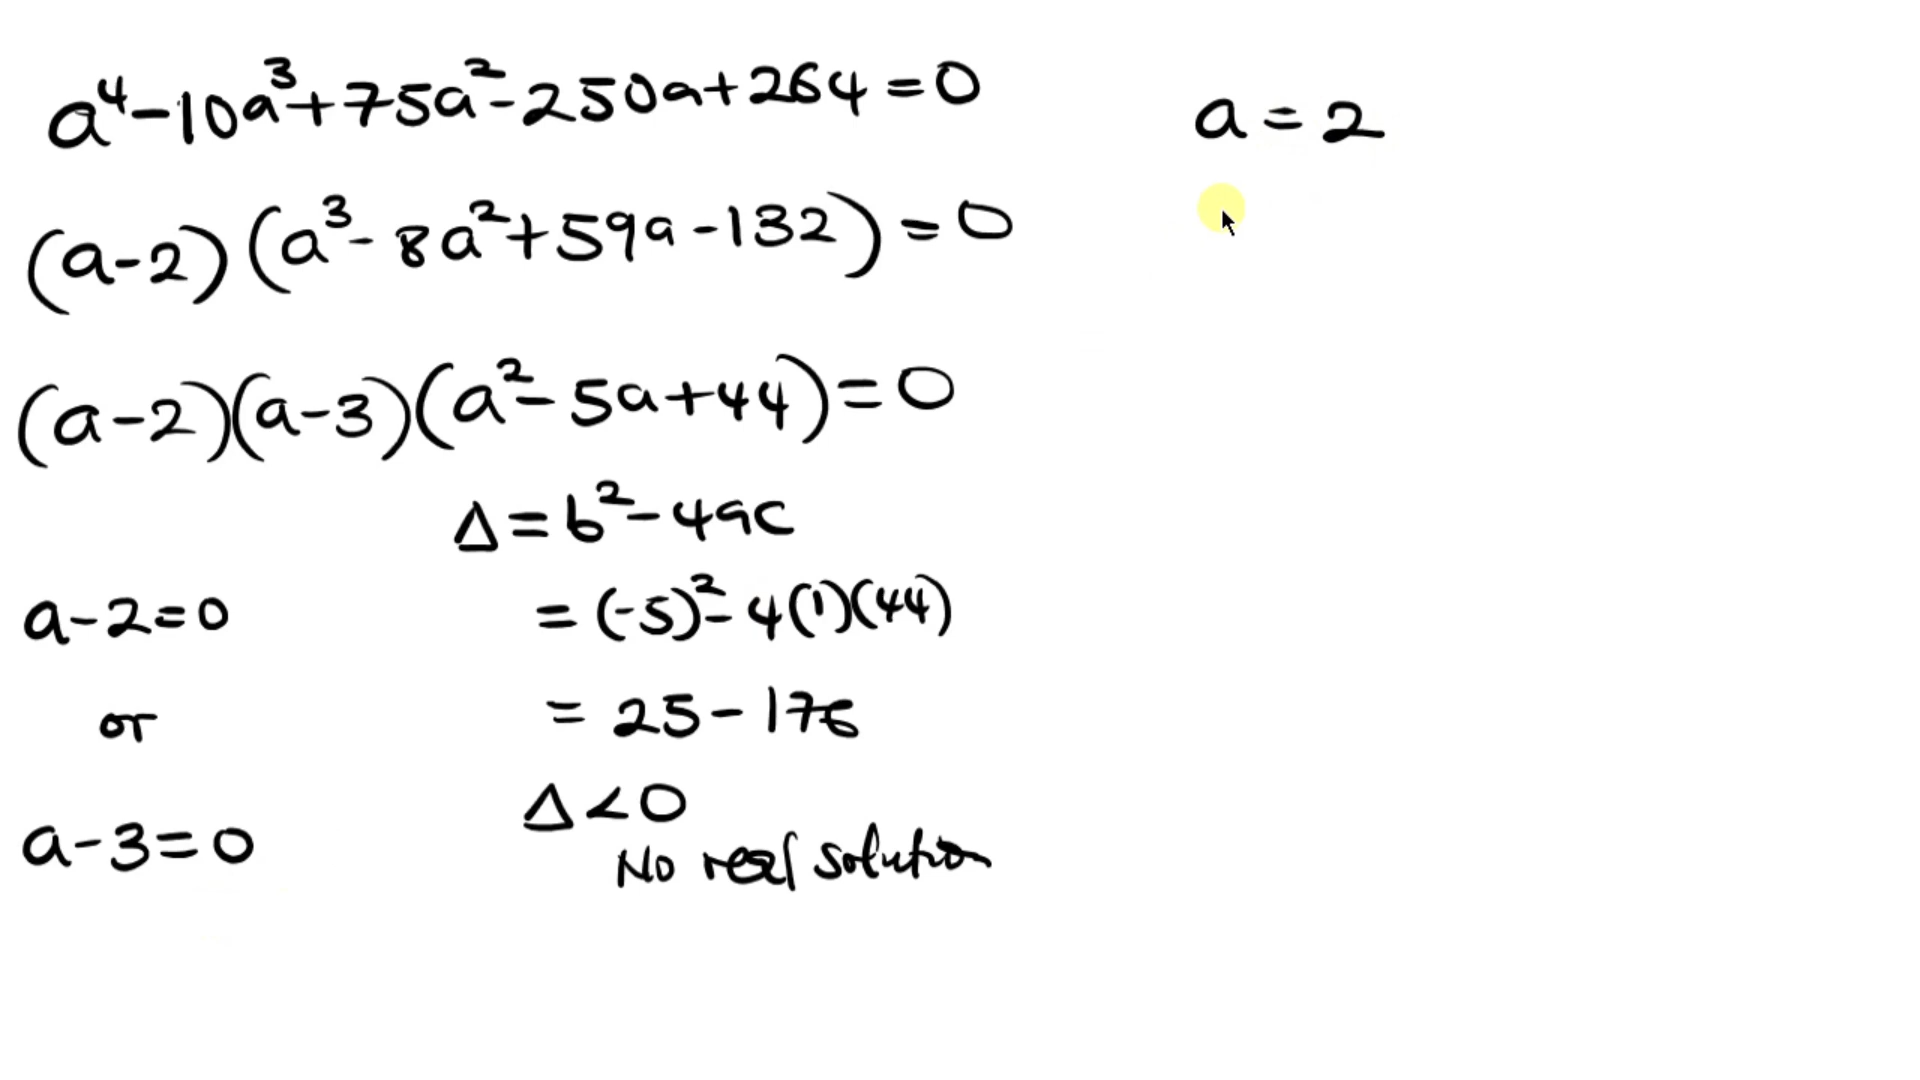 a⁴-10a³+75a²-250a+264=0
(a-2)(a³-8a²+59a-132)=0
(a-2)(a-3)(a²-5a+44)=0
Δ=b²-4ac
=(-5)²-4(1)(44)
=25-176
Δ<0
No real solution
a-2=0
or
a-3=0
a=2